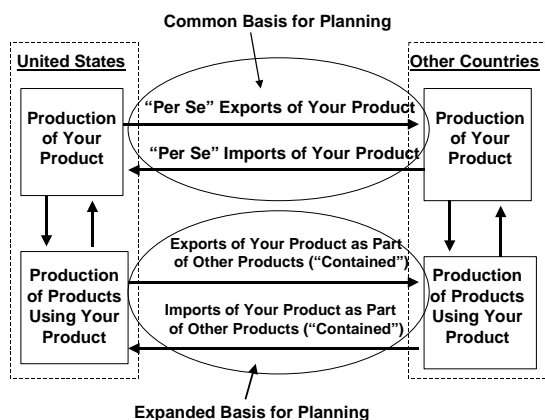 Common Basis for Planning
United States
Other Countries
Production
of Your
Product
“Per Se” Exports of Your Product
“Per Se” Imports of Your Product
Production
of Your
Product
Exports of Your Product as Part
of Other Products (“Contained”)
Imports of Your Product as Part
of Other Products (“Contained”)
Production
of Products
Using Your
Product
Production
of Products
Using Your
Product
Expanded Basis for Planning